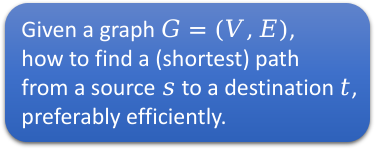 Given a graph G = (V, E),
how to find a (shortest) path
from a source s to a destination t,
preferably efficiently.